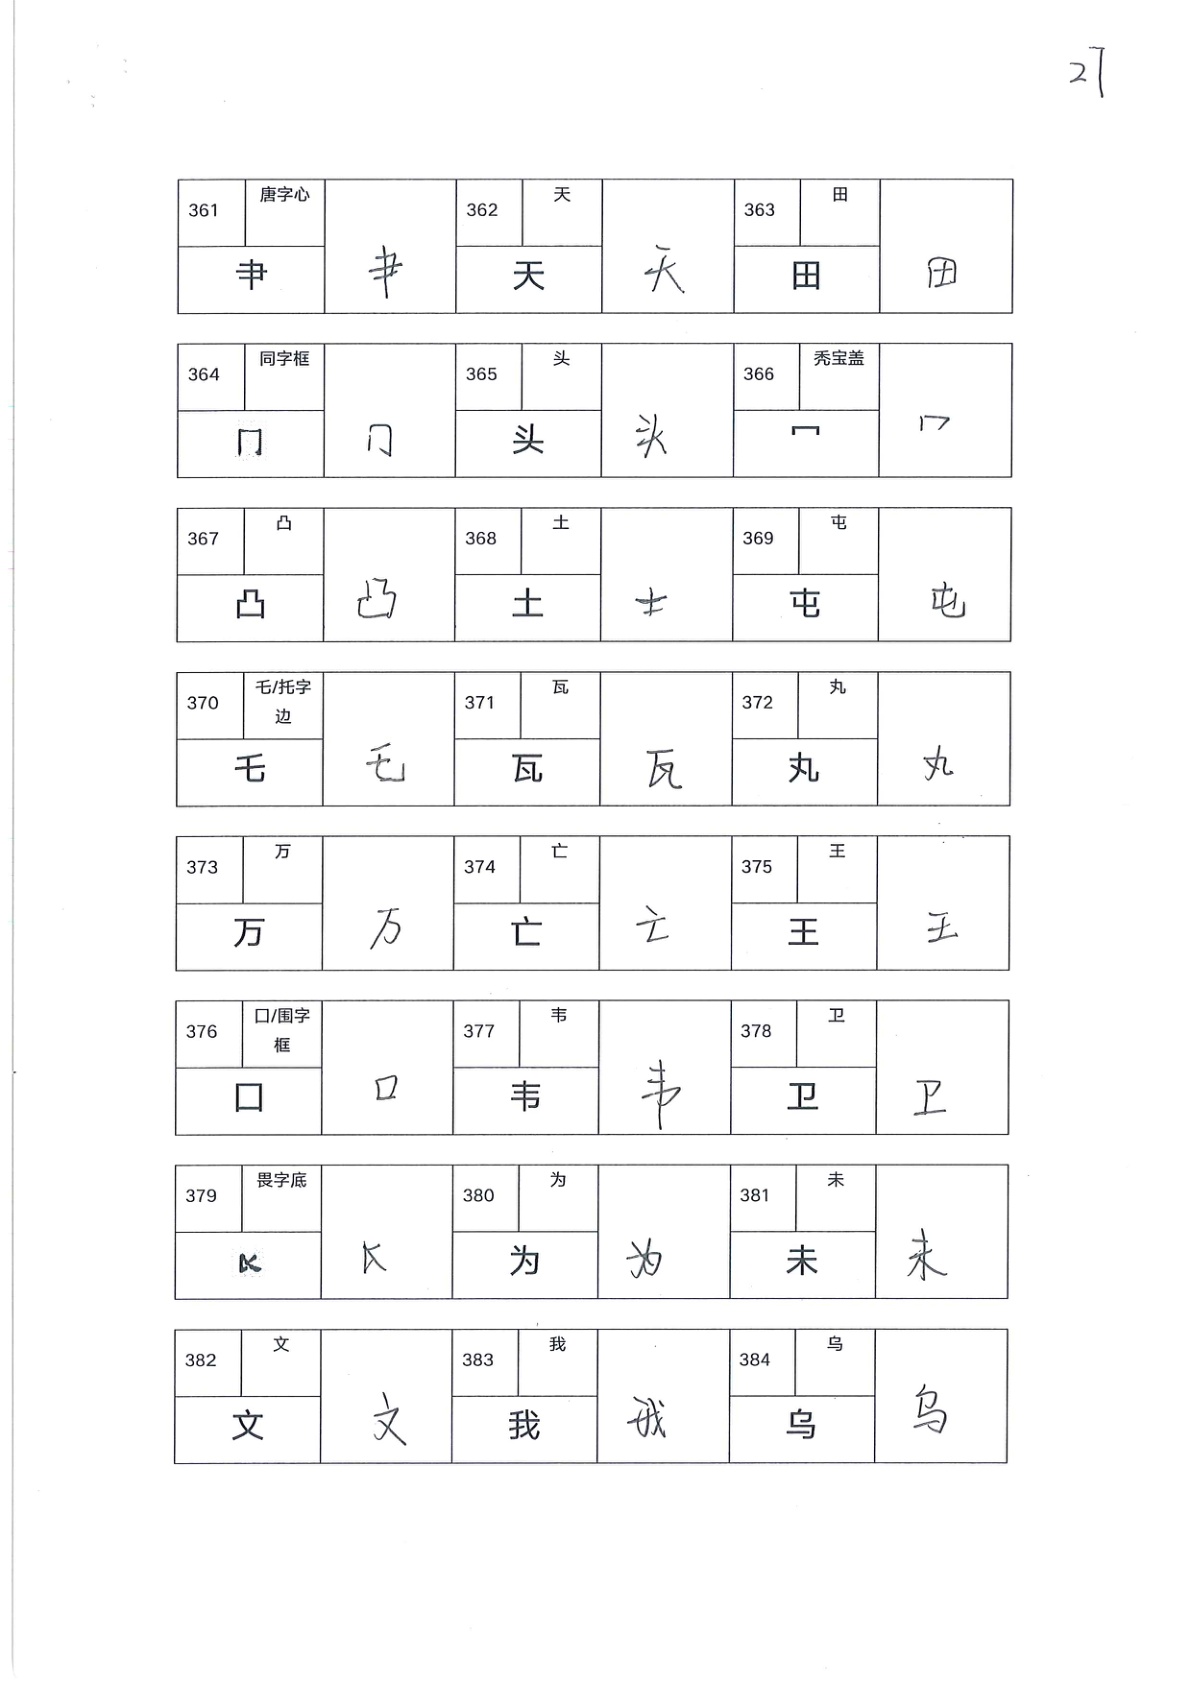 27
361 唐字心 肀 肀 362 天 天 天 363 田 田 田
364 同字框 冂 冂 365 头 头 头 366 秃宝盖 冖 冖
367 凸 凸 凸 368 土 土 土 369 屯 屯 屯
370 乇/托字
边
乇 乇 371 瓦 瓦 瓦 372 丸 丸 丸
373 万 万 万 374 亡 亡 亡 375 王 王 王
376 囗/围字
框
囗 囗 377 韦 韦 韦 378 卫 卫 卫
379 畏字底 380 为 为 为 381 未 未 未
382 文 文 文 383 我 我 我 384 乌 乌 乌